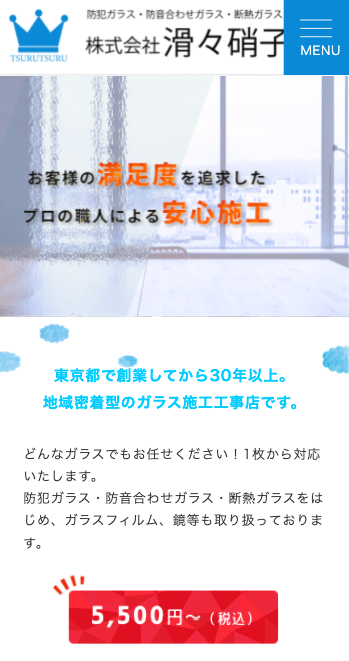 防犯ガラス・防音合わせガラス・断熱ガラス
株式会社 滑々硝子
TSURUTSURU
MENU
お客様の満足度を追求した
プロの職人による安心施工
東京都で創業してから30年以上。
地域密着型のガラス施工工事店です。
どんなガラスでもお任せください！1枚から対応
いたします。
防犯ガラス・防音合わせガラス・断熱ガラスをは
じめ、ガラスフィルム、鏡等も取り扱っておりま
す。
5,500円～（税込）